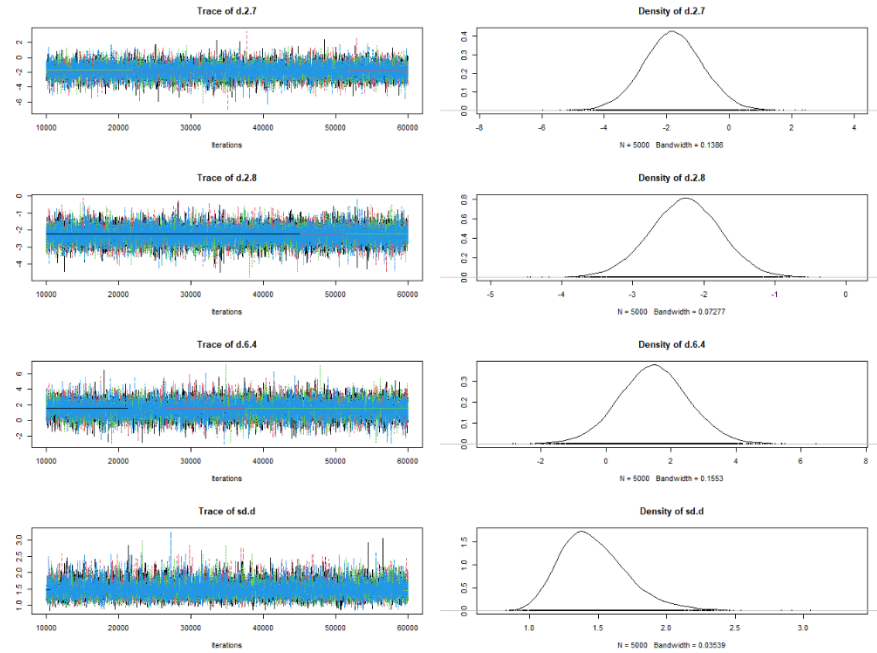 Trace of d.2.7
2
0
-2
-4
-6
10000 20000 30000 40000 50000 60000
Iterations
Density of d.2.7
0.4
0.3
0.2
0.1
0.0
-8 -6 -4 -2 0 2 4
N = 5000 Bandwidth = 0.1386
Trace of d.2.8
0
-1
-2
-3
-4
10000 20000 30000 40000 50000 60000
Iterations
Density of d.2.8
0.8
0.6
0.4
0.2
0.0
-5 -4 -3 -2 -1 0
N = 5000 Bandwidth = 0.07277
Trace of d.6.4
6
4
2
0
-2
10000 20000 30000 40000 50000 60000
Iterations
Density of d.6.4
0.3
0.2
0.1
0.0
-2 0 2 4 6 8
N = 5000 Bandwidth = 0.1553
Trace of sd.d
3.0
2.5
2.0
1.5
1.0
10000 20000 30000 40000 50000 60000
Iterations
Density of sd.d
1.5
1.0
0.5
0.0
1.0 1.5 2.0 2.5 3.0
N = 5000 Bandwidth = 0.03539